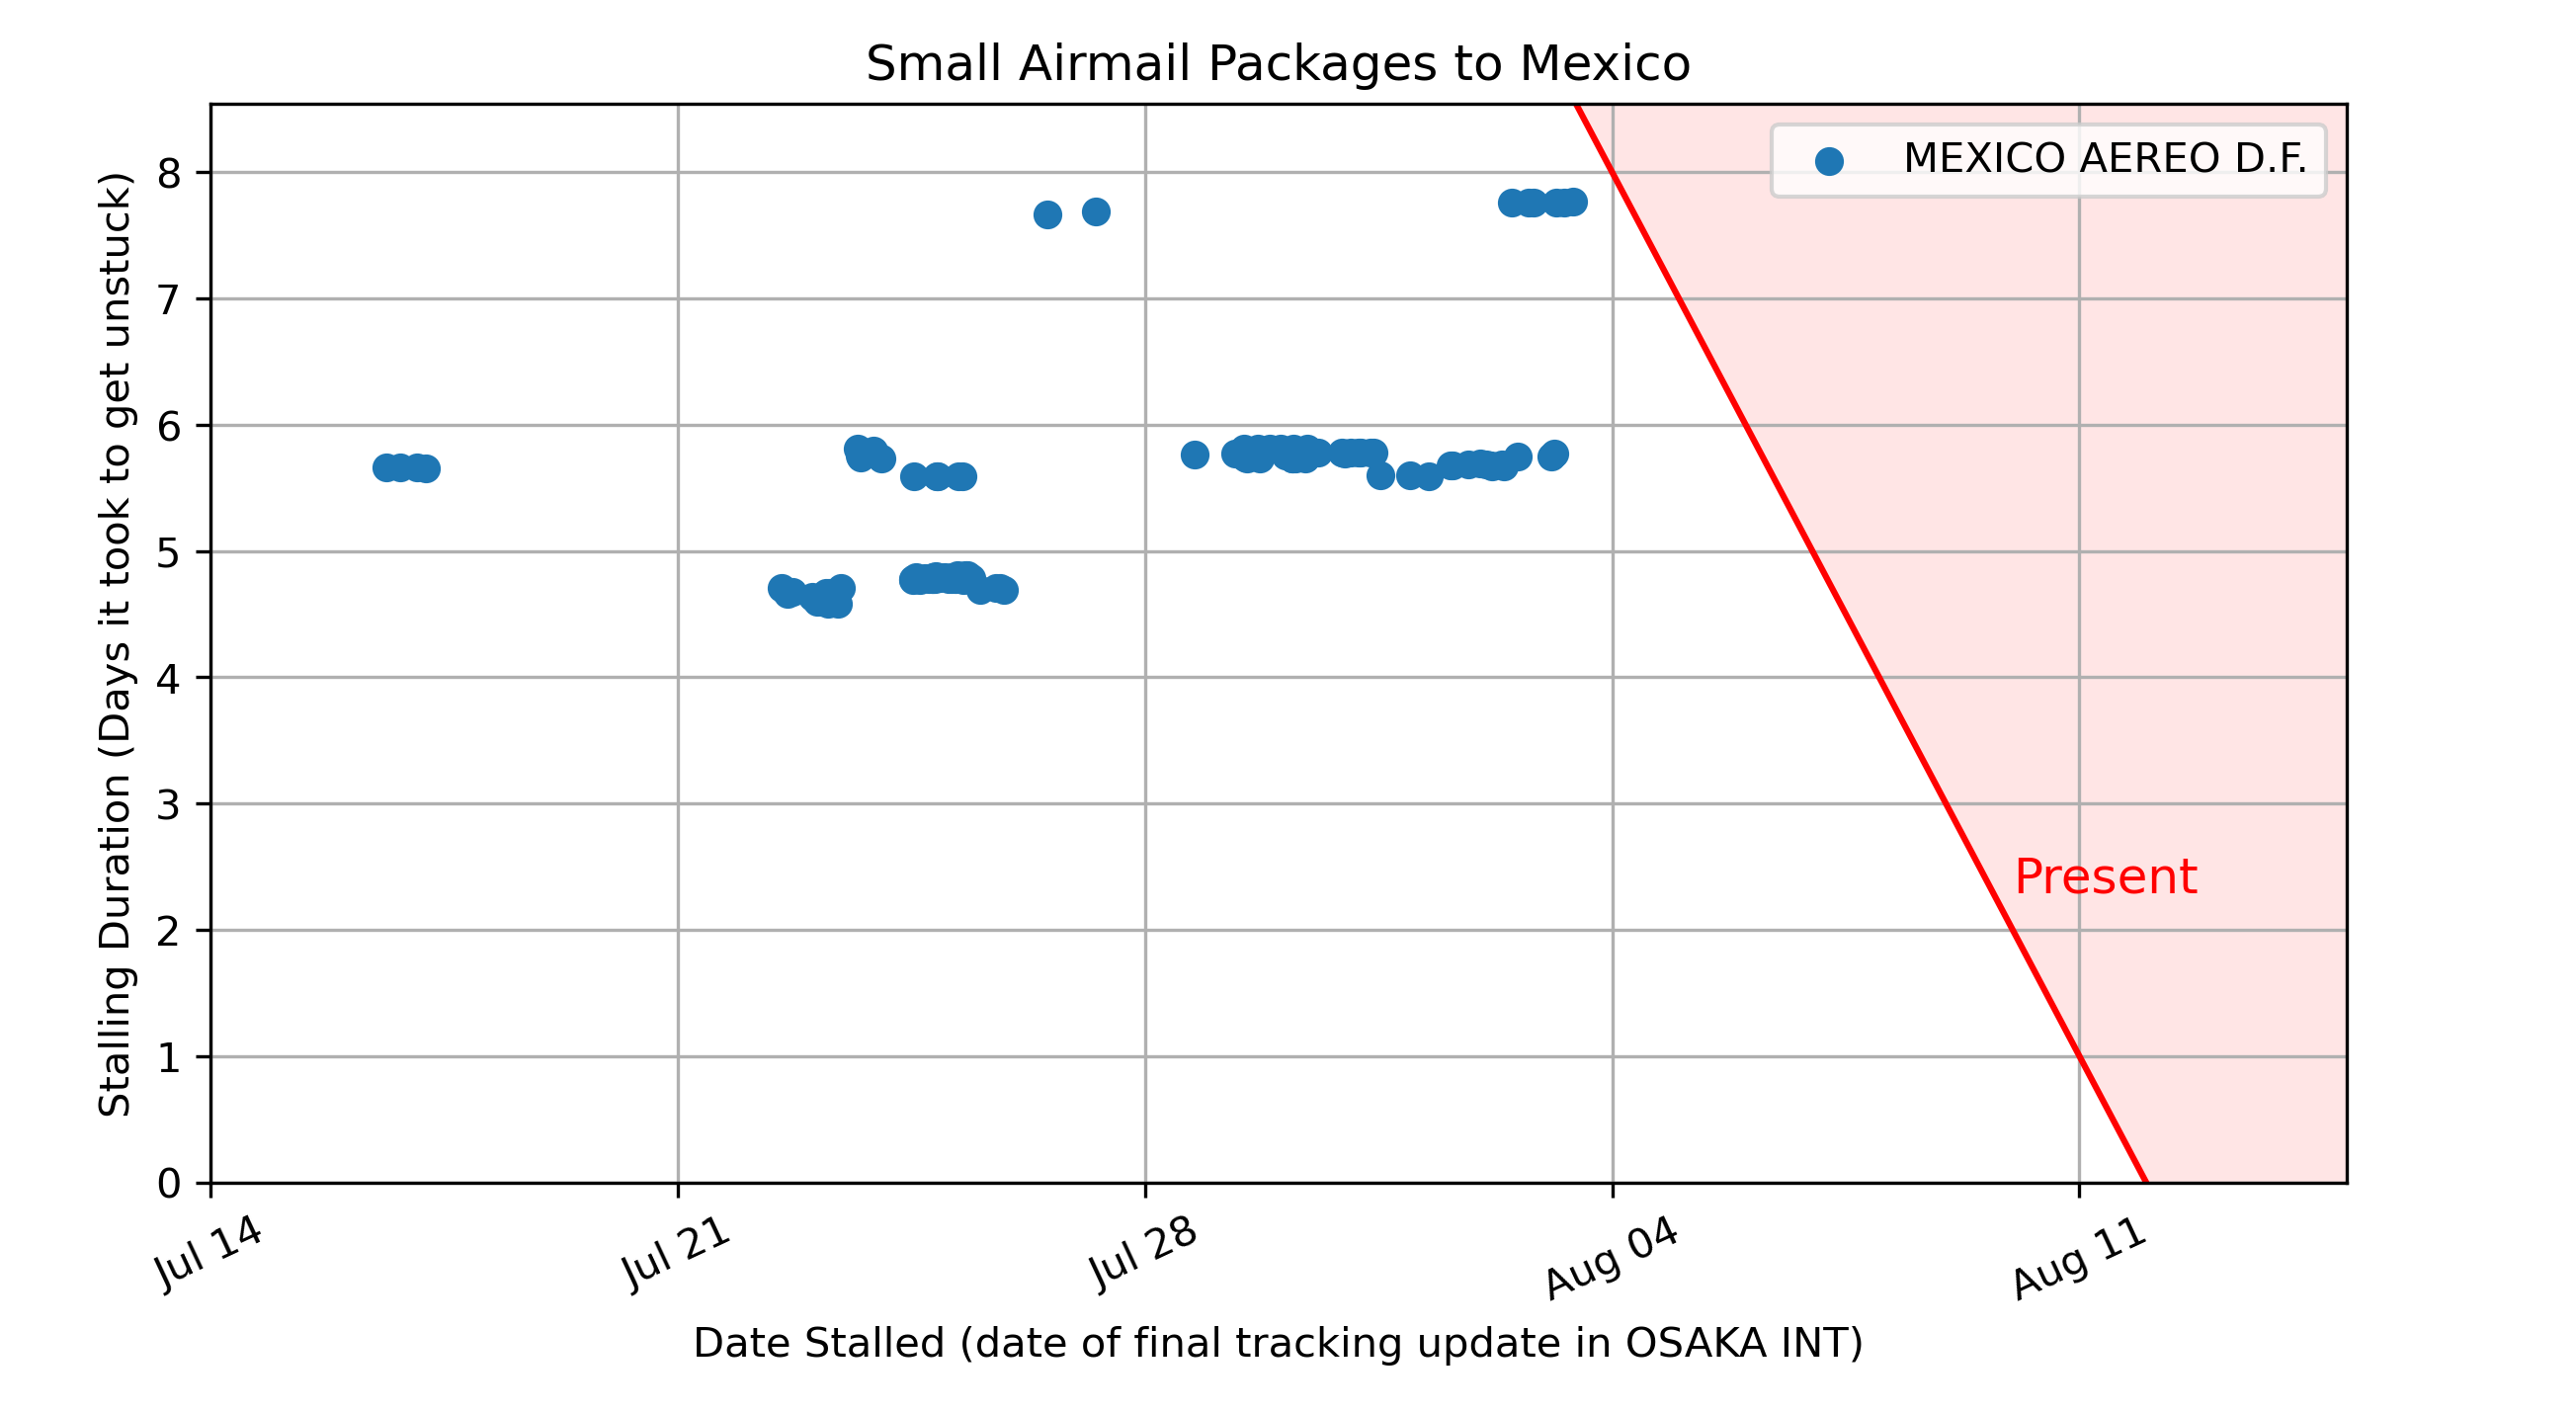 Small Airmail Packages to Mexico
MEXICO AEREO D.F.
Stalling Duration (Days it took to get unstuck)
8
7
6
5
4
3
2
1
0
Present
Jul 14
Jul 21
Jul 28
Aug 04
Aug 11
Date Stalled (date of final tracking update in OSAKA INT)